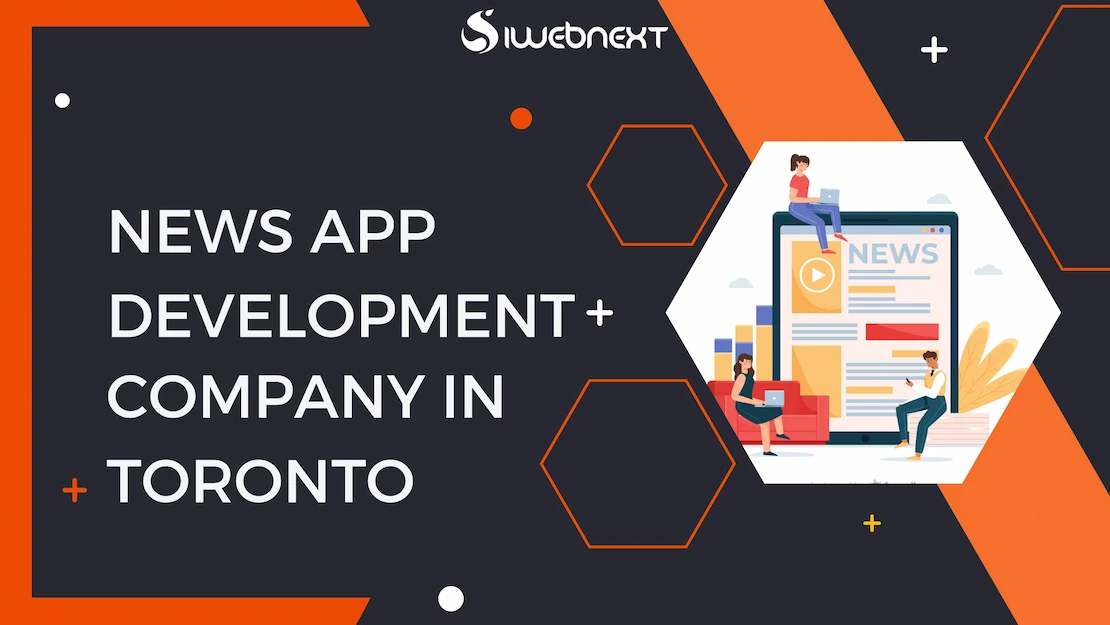 IWEBNEXT
NEWS APP
DEVELOPMENT
COMPANY IN
TORONTO
NEWS